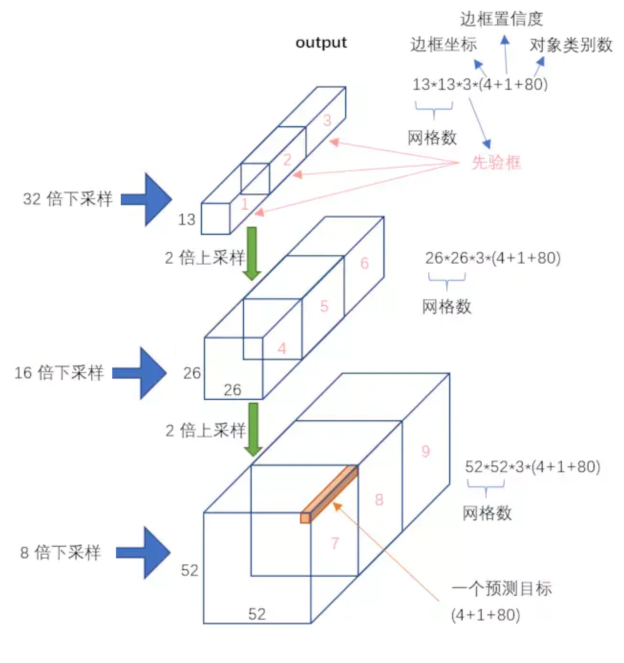 边框置信度
output
边框坐标
对象类别数
13*13*3*(4+1+80)
网格数
3
2
先验框
1
32 倍下采样
13
2 倍上采样
6
26*26*3*(4+1+80)
网格数
5
4
16 倍下采样
26
26
2 倍上采样
9
52*52*3*(4+1+80)
网格数
8
7
8 倍下采样
52
52
一个预测目标
(4+1+80)